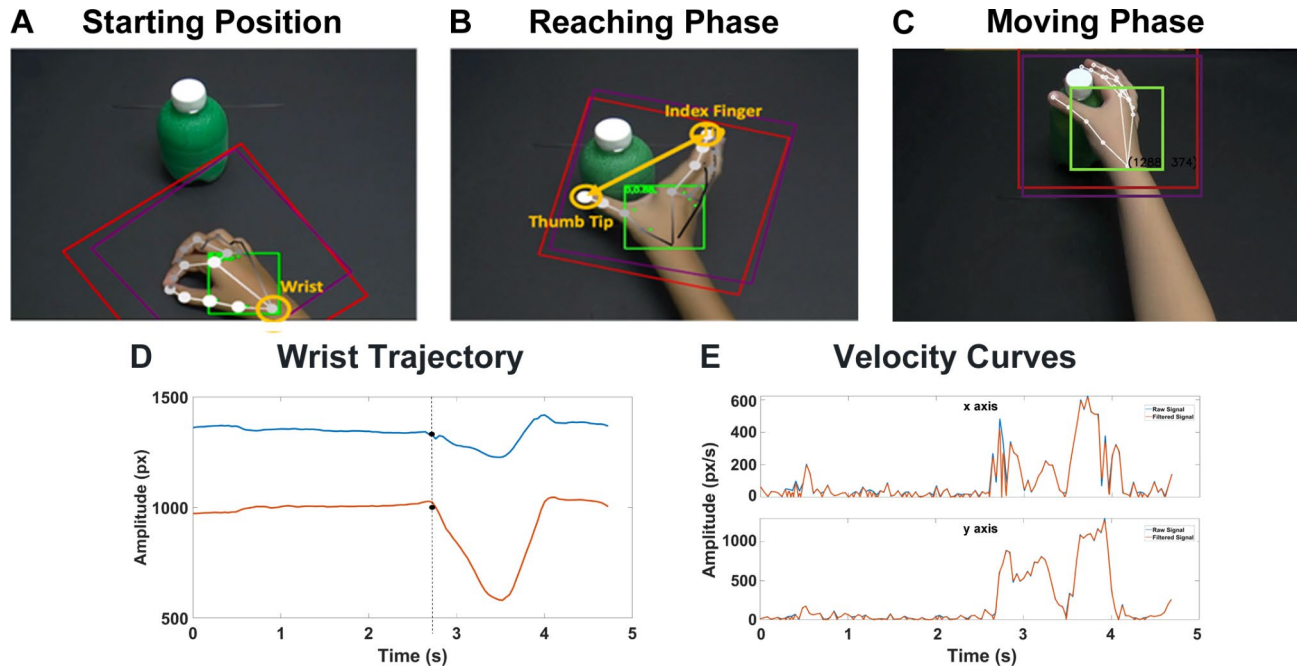 A Starting Position
B Reaching Phase
C Moving Phase
Wrist
Index Finger
Thumb Tip
(1288 374)
D Wrist Trajectory
E Velocity Curves
Amplitude (px)
1500
1000
500
0 1 2 3 4 5
Time (s)
Amplitude (px/s)
x axis
Raw Signal
Filtered Signal
600
400
200
0
y axis
Raw Signal
Filtered Signal
1000
500
0
0 1 2 3 4 5
Time (s)